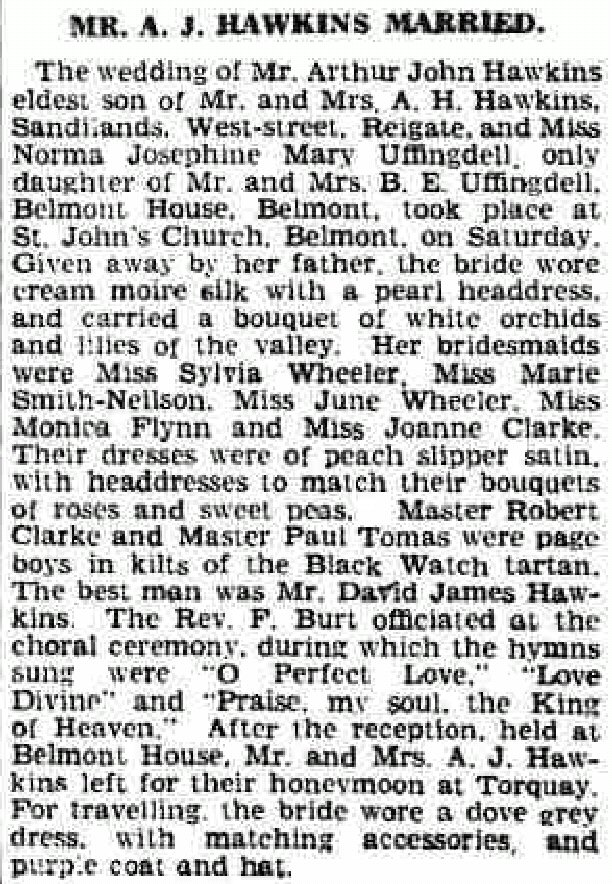 MR. A. J. HAWKINS MARRIED.
The wedding of Mr. Arthur John Hawkins
eldest son of Mr. and Mrs. A. H. Hawkins,
Sandilands, West-street, Reigate, and Miss
Norma Josephine Mary Uffingdell, only
daughter of Mr. and Mrs. B. E. Uffingdell,
Belmont House, Belmont, took place at
St. John's Church, Belmont, on Saturday.
Given away by her father, the bride wore
cream moire silk with a pearl headdress,
and carried a bouquet of white orchids
and lilies of the valley. Her bridesmaids
were Miss Sylvia Wheeler, Miss Marie
Smith-Neilson, Miss June Wheeler, Miss
Monica Flynn and Miss Joanne Clarke.
Their dresses were of peach slipper satin,
with headdresses to match their bouquets
of roses and sweet peas. Master Robert
Clarke and Master Paul Tomas were page
boys in kilts of the Black Watch tartan.
The best man was Mr. David James Haw-
kins. The Rev. F. Burt officiated at the
choral ceremony, during which the hymns
sung were "O Perfect Love," "Love
Divine" and "Praise, my soul, the King
of Heaven." After the reception, held at
Belmont House, Mr. and Mrs. A. J. Haw-
kins left for their honeymoon at Torquay.
For travelling, the bride wore a dove grey
dress, with matching accessories, and
purple coat and hat.